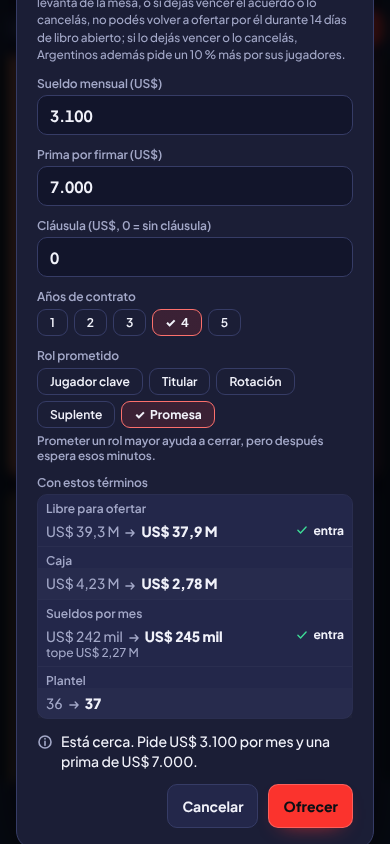 levanta de la mesa, o si dejás vencer el acuerdo o lo
cancelás, no podés volver a ofertar por él durante 14 días
de libro abierto; si lo dejás vencer o lo cancelás,
Argentinos además pide un 10 % más por sus jugadores.
Sueldo mensual (US$)
3.100
Prima por firmar (US$)
7.000
Cláusula (US$, 0 = sin cláusula)
0
Años de contrato
1 2 3 ✓ 4 5
Rol prometido
Jugador clave Titular Rotación
Suplente ✓ Promesa
Prometer un rol mayor ayuda a cerrar, pero después
espera esos minutos.
Con estos términos
Libre para ofertar
US$ 39,3 M → US$ 37,9 M ✓ entra
Caja
US$ 4,23 M → US$ 2,78 M
Sueldos por mes
US$ 242 mil → US$ 245 mil ✓ entra
tope US$ 2,27 M
Plantel
36 → 37
Está cerca. Pide US$ 3.100 por mes y una
prima de US$ 7.000.
Cancelar Ofrecer